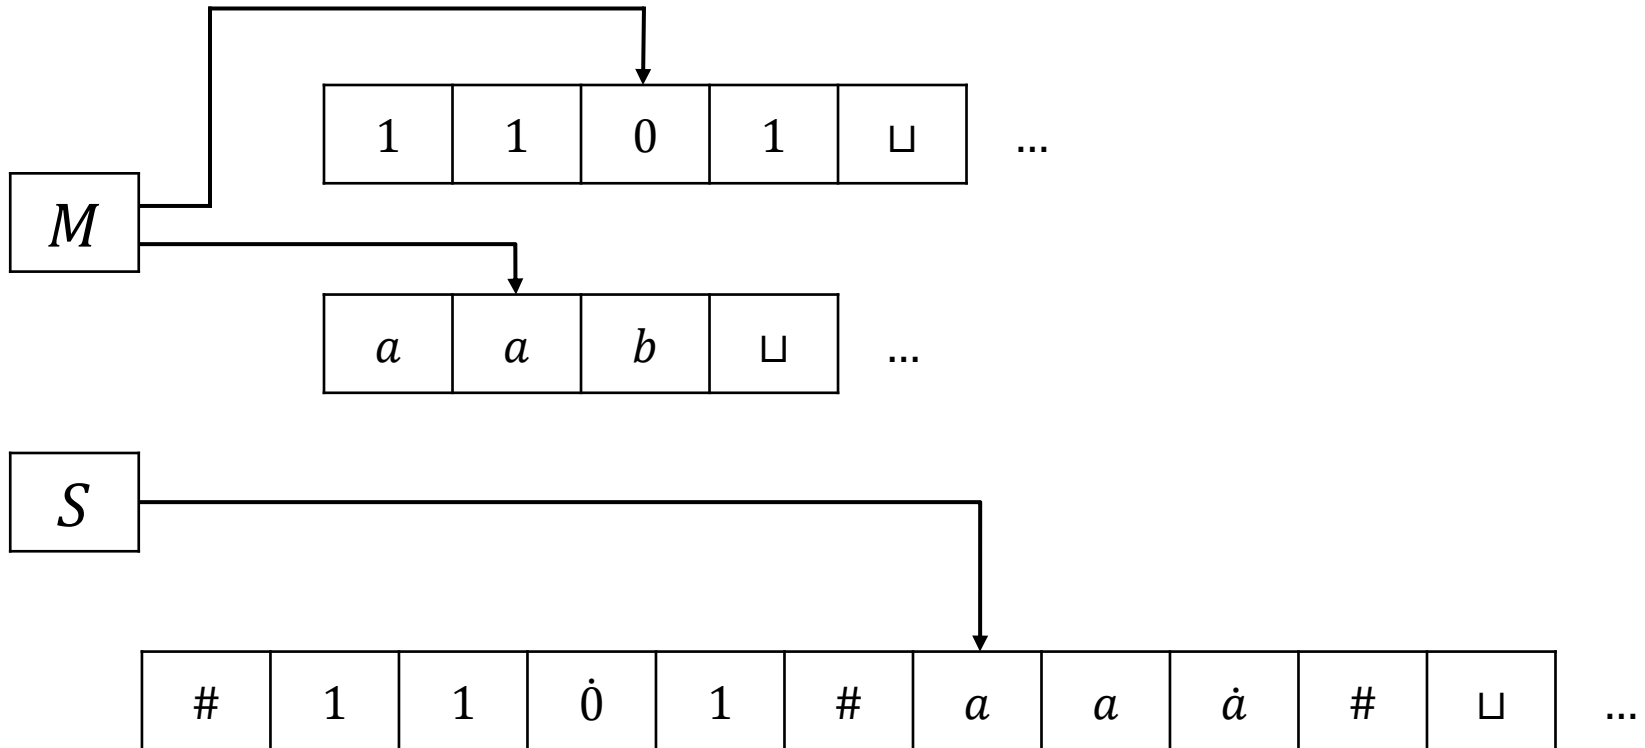 1 1 0 1 ⊔ ...
M
a a b ⊔ ...
S
# 1 1 0̇ 1 # a a ȧ # ⊔ ...